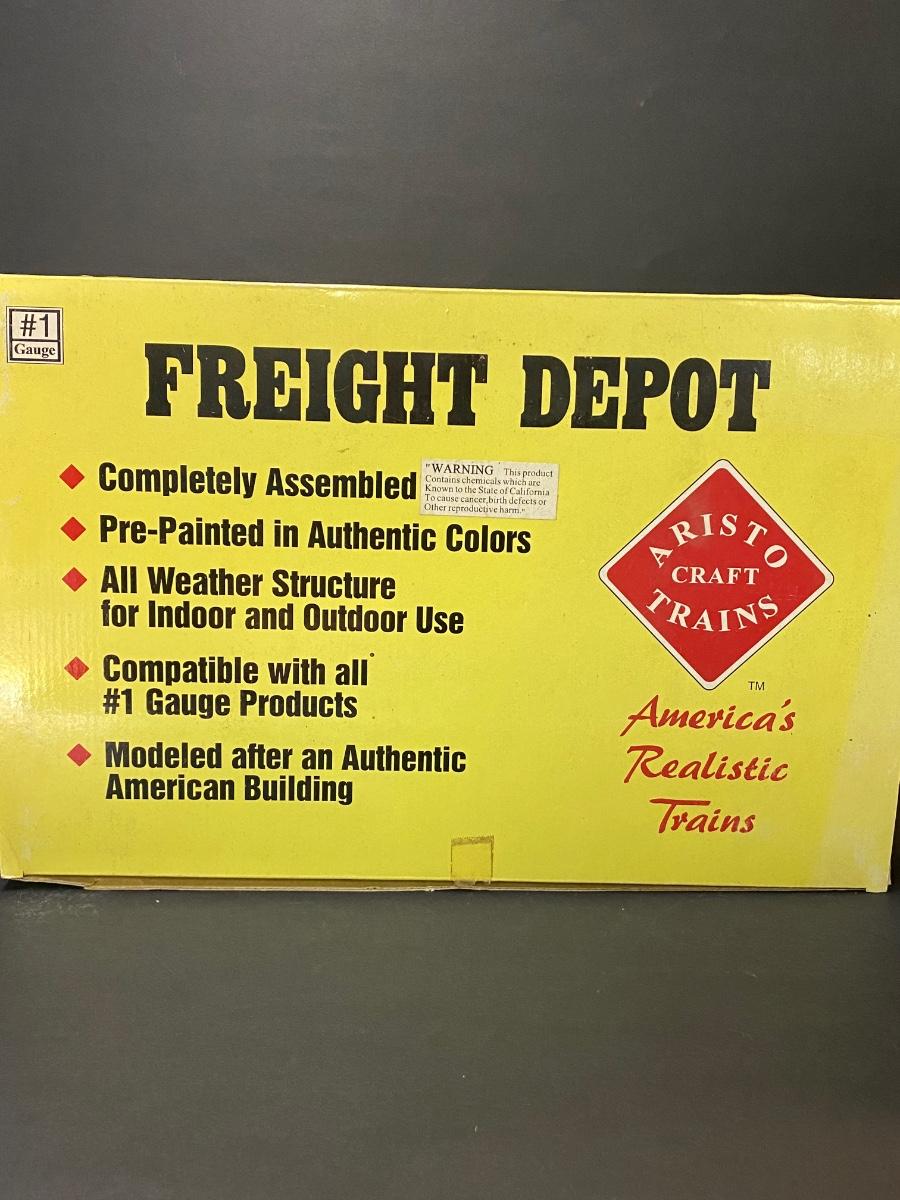 #1
Gauge
FREIGHT DEPOT
Completely Assembled
"WARNING This product
Contains chemicals which are
Known to the State of California
To cause cancer,birth defects or
Other reproductive harm."
Pre-Painted in Authentic Colors
All Weather Structure
for Indoor and Outdoor Use
Compatible with all
#1 Gauge Products
Modeled after an Authentic
American Building
ARISTO
CRAFT
TRAINS
TM
America's
Realistic
Trains